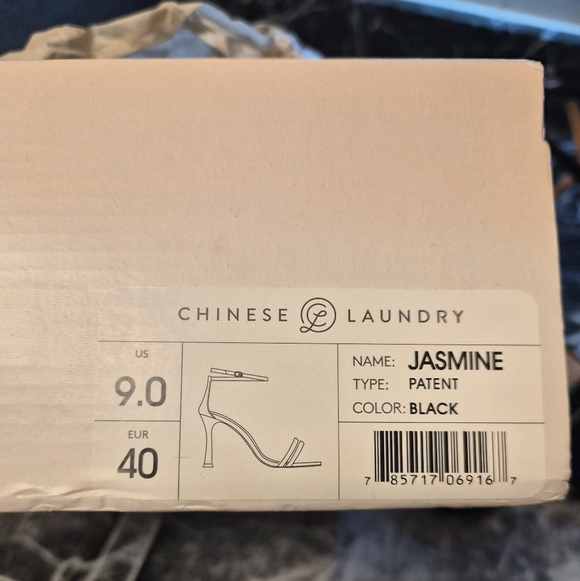 CHINESE LAUNDRY
US
9.0
EUR
40
NAME: JASMINE
TYPE: PATENT
COLOR: BLACK
7 85717 06916 7